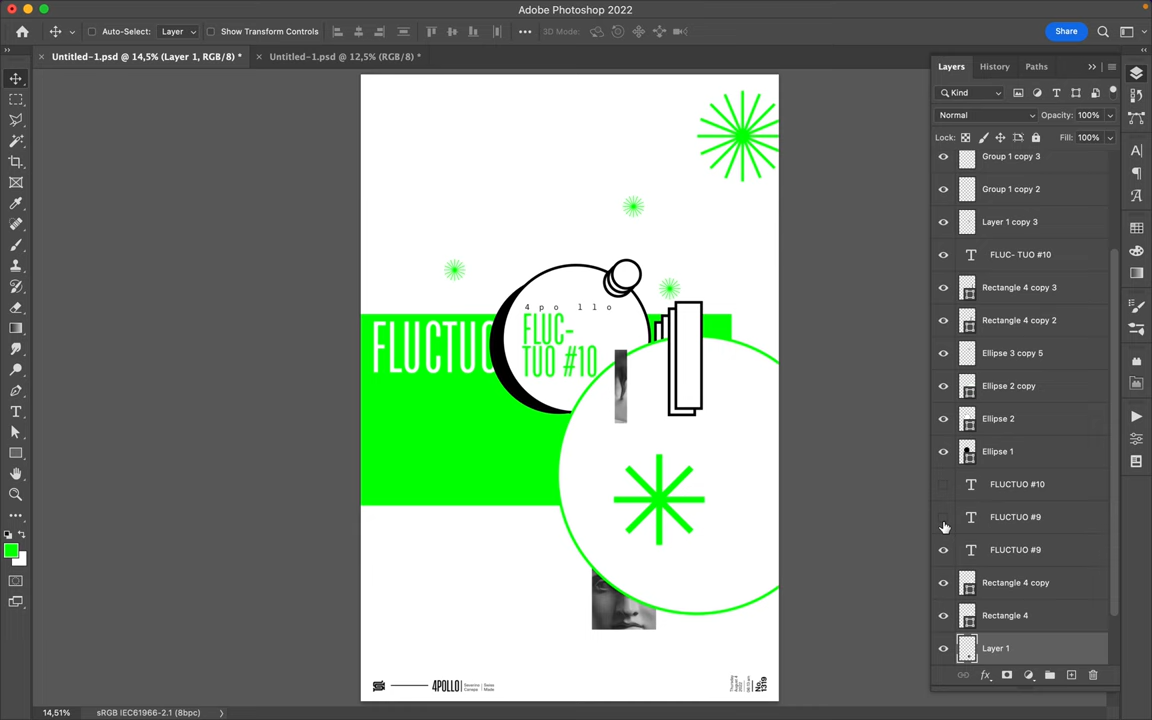 Adobe Photoshop 2022
Auto-Select:
Layer
Show Transform Controls
3D Mode:
Share
Untitled-1.psd @ 14,5% (Layer 1, RGB/8) *
Untitled-1.psd @ 12,5% (RGB/8) *
Layers
History
Paths
Kind
Normal
Opacity: 100%
Lock:
Fill: 100%
Group 1 copy 3
Group 1 copy 2
Layer 1 copy 3
FLUC- TUO #10
Rectangle 4 copy 3
Rectangle 4 copy 2
Ellipse 3 copy 5
Ellipse 2 copy
Ellipse 2
Ellipse 1
FLUCTUO #10
FLUCTUO #9
FLUCTUO #9
Rectangle 4 copy
Rectangle 4
Layer 1
4pollo
FLUC-
TUO #10
FLUCTUO
4POLLO
No. 1319
14,51%
sRGB IEC61966-2.1 (8bpc)